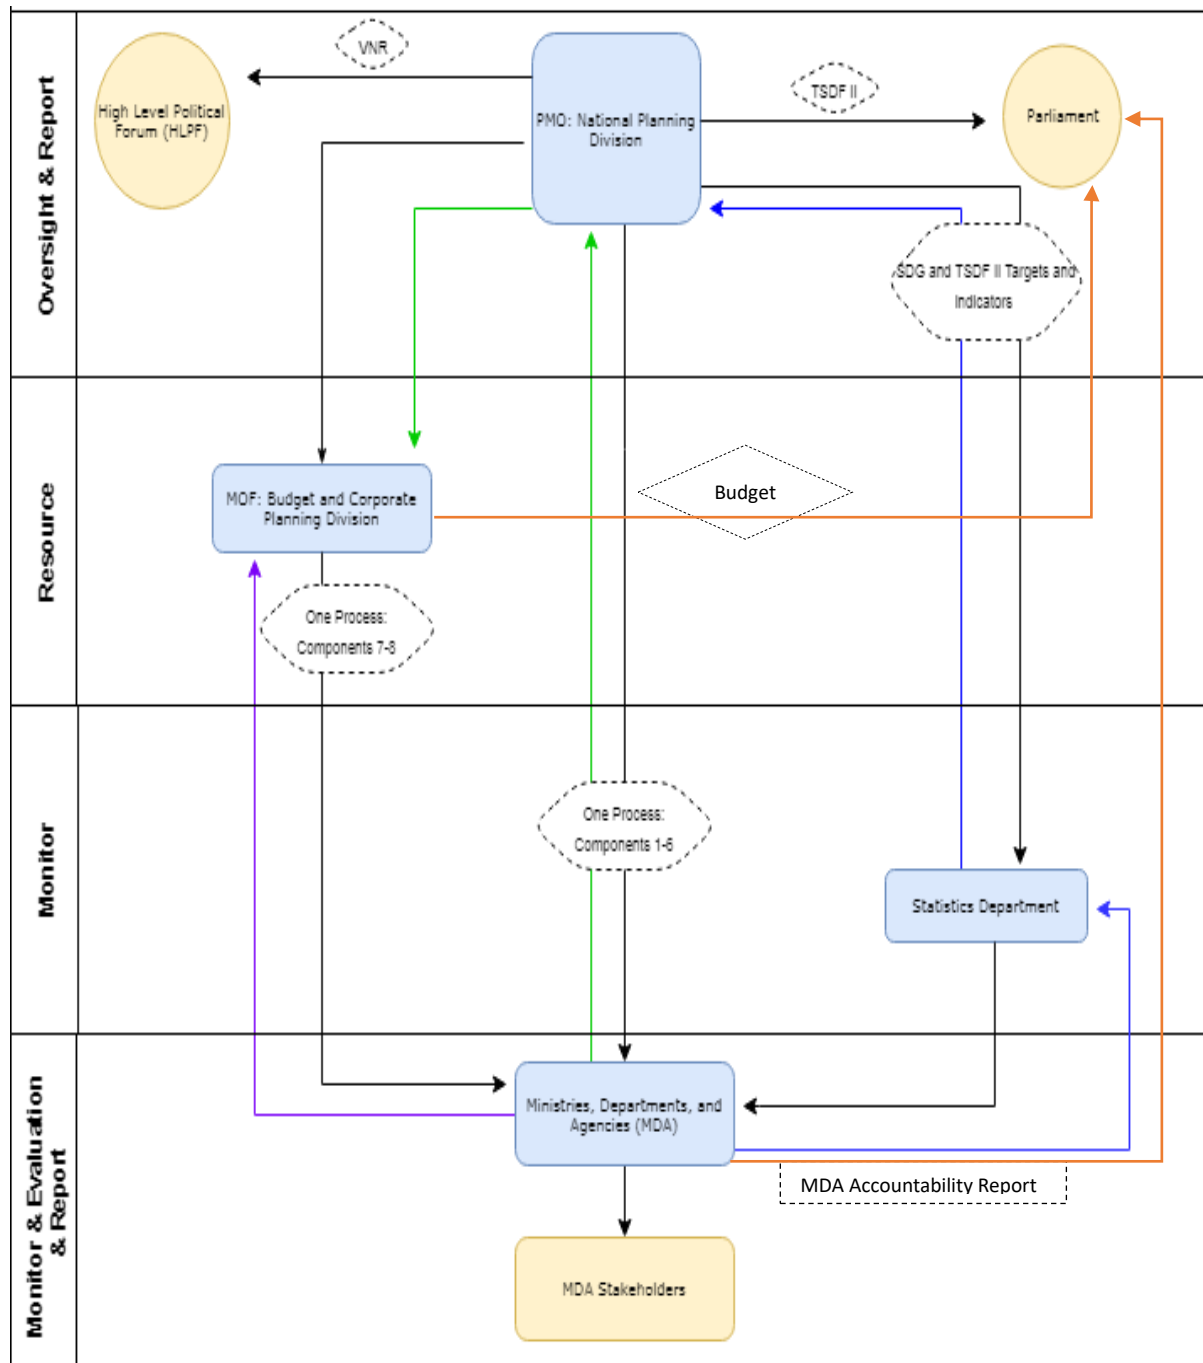 Oversight & Report
VNR
High Level Political
Forum (HLPF)
PMO: National Planning
Division
TSDF II
Parliament
SDG and TSDF II Targets and
Indicators
Resource
MOF: Budget and Corporate
Planning Division
Budget
One Process:
Components 7-8
Monitor
One Process:
Components 1-6
Statistics Department
Monitor & Evaluation
& Report
Ministries, Departments, and
Agencies (MDA)
MDA Accountability Report
MDA Stakeholders